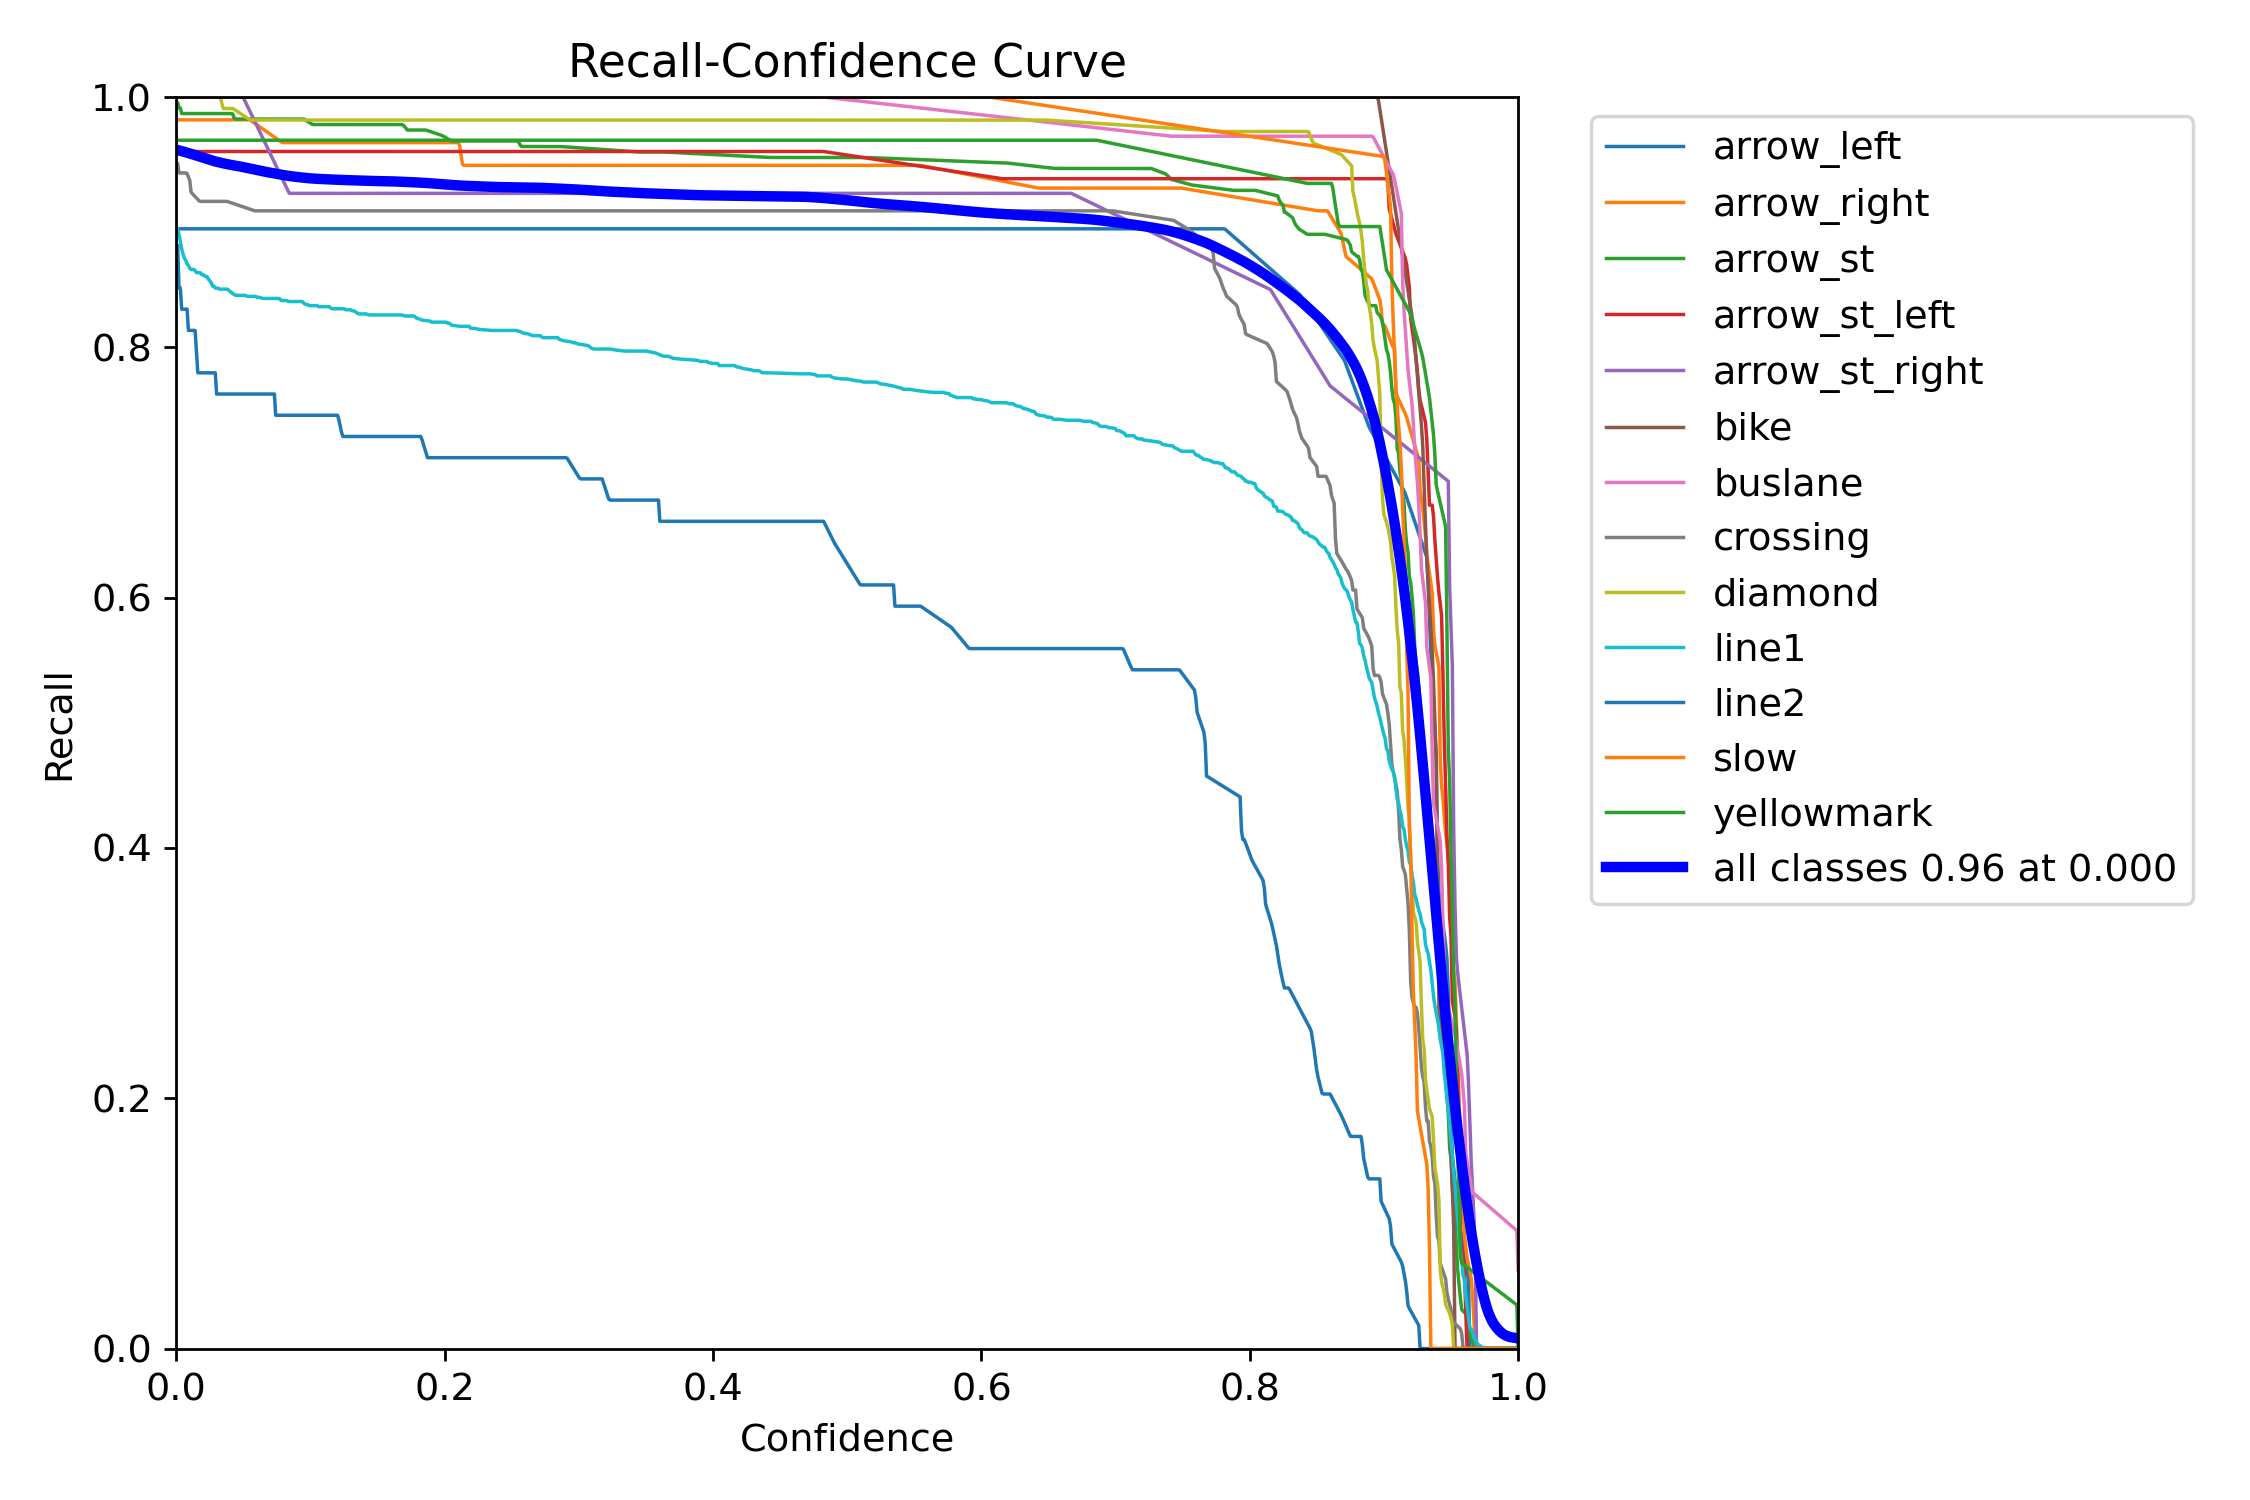 Recall-Confidence Curve
1.0
0.8
0.6
0.4
0.2
0.0
Recall
0.0 0.2 0.4 0.6 0.8 1.0
Confidence
arrow_left
arrow_right
arrow_st
arrow_st_left
arrow_st_right
bike
buslane
crossing
diamond
line1
line2
slow
yellowmark
all classes 0.96 at 0.000